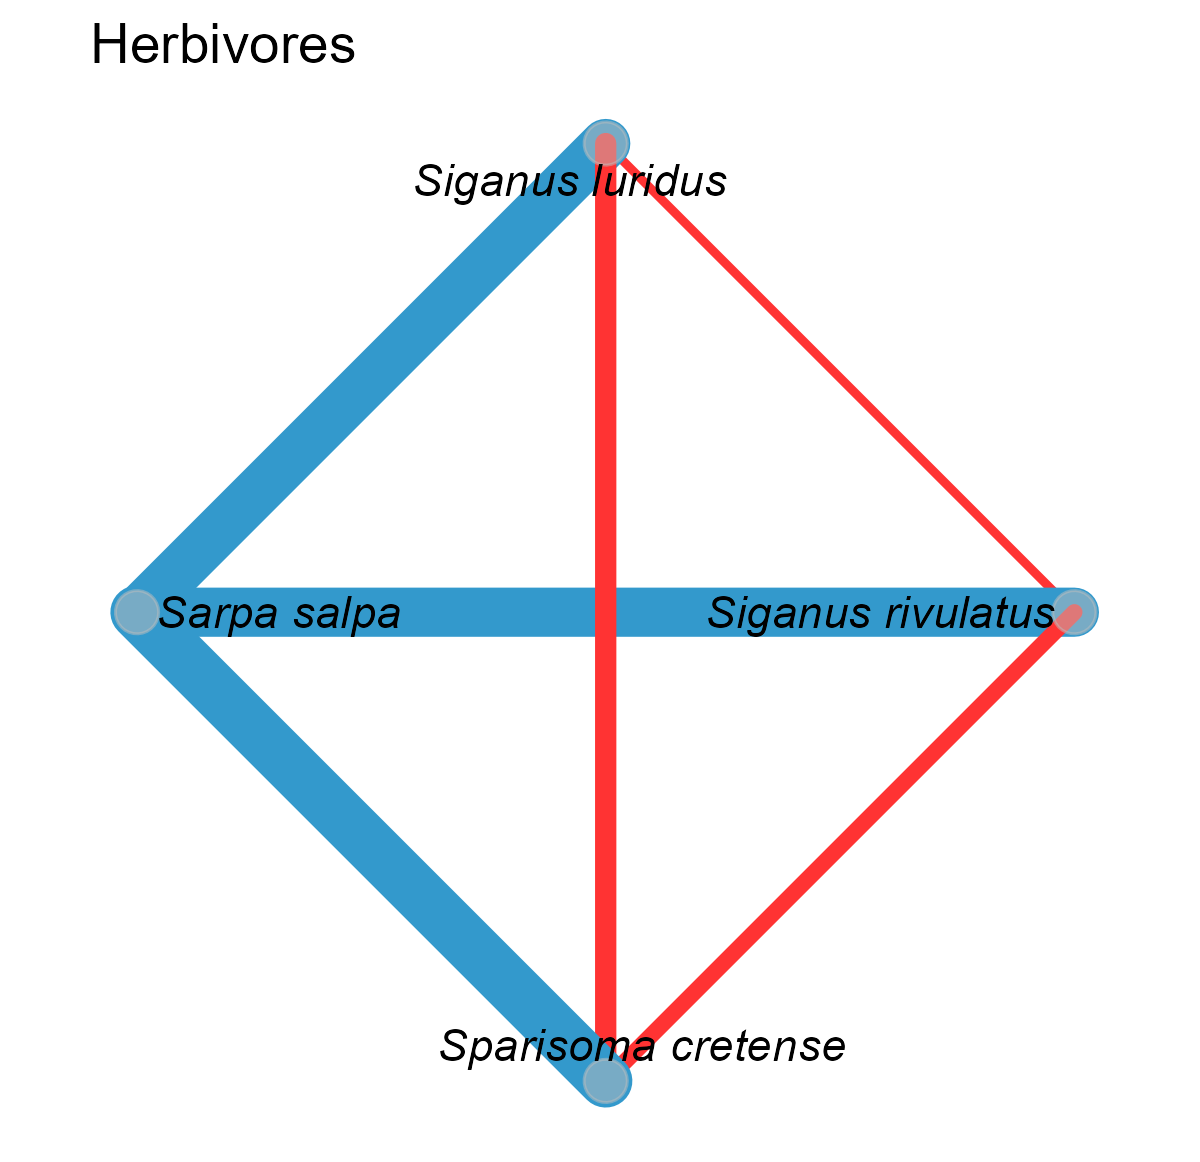 Herbivores
Siganus luridus
Sarpa salpa
Siganus rivulatus
Sparisoma cretense